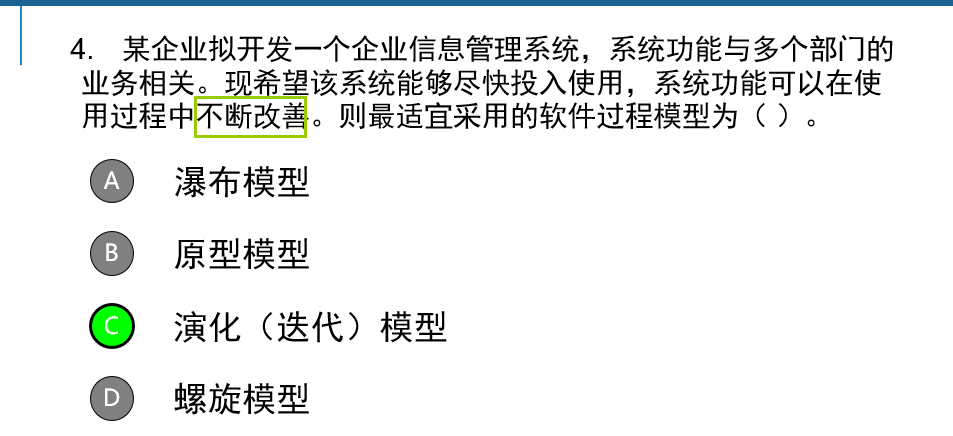 4. 某企业拟开发一个企业信息管理系统，系统功能与多个部门的
业务相关。现希望该系统能够尽快投入使用，系统功能可以在使
用过程中不断改善。则最适宜采用的软件过程模型为（ ）。
A 瀑布模型
B 原型模型
C 演化（迭代）模型
D 螺旋模型